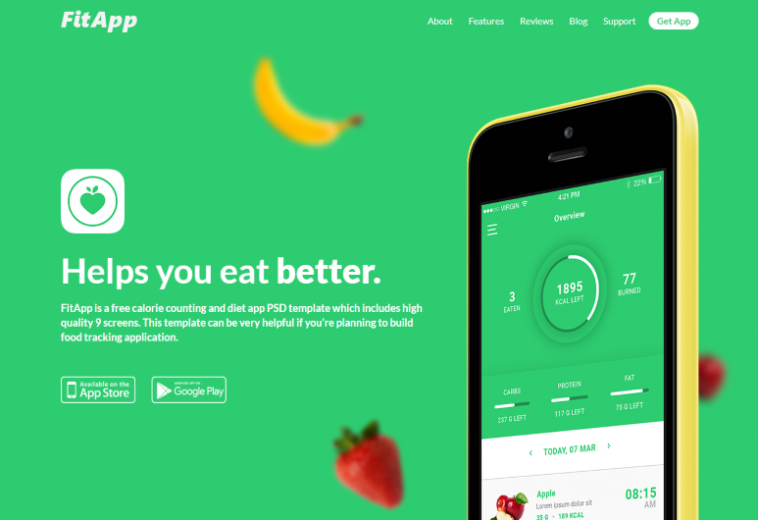 FitApp
About Features Reviews Blog Support Get App
Helps you eat better.
FitApp is a free calorie counting and diet app PSD template which includes high
quality 9 screens. This template can be very helpful if you're planning to build
food tracking application.
Available on the
App Store
Google Play
VIRGIN 4:21 PM 22%
Overview
3
EATEN
1895
KCAL LEFT
77
BURNED
CARBS PROTEIN FAT
237 G LEFT 117 G LEFT 75 G LEFT
‹ TODAY, 07 MAR ›
Apple
Lorem ipsum dolor sit
35 G • 189 KCAL
08:15
AM